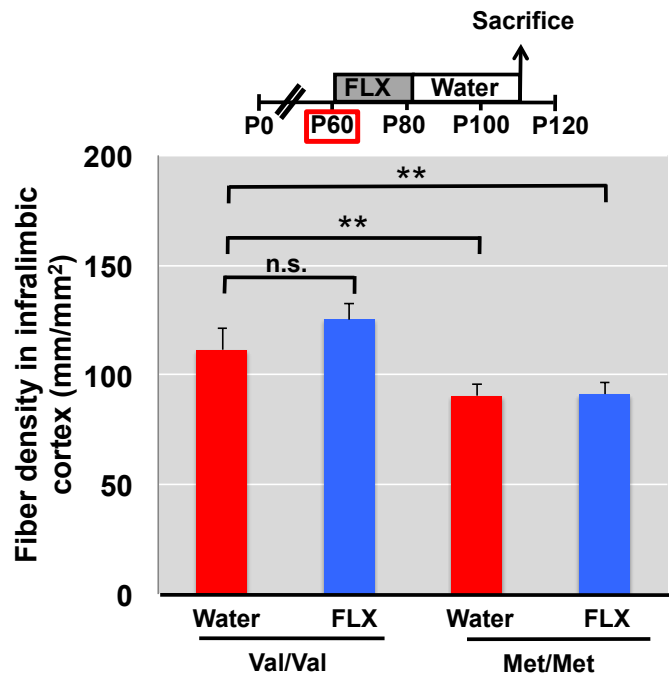 Sacrifice
FLX Water
P0 P60 P80 P100 P120
Fiber density in infralimbic
cortex (mm/mm²)
200
150
100
50
0
**
**
n.s.
Water FLX Water FLX
Val/Val Met/Met